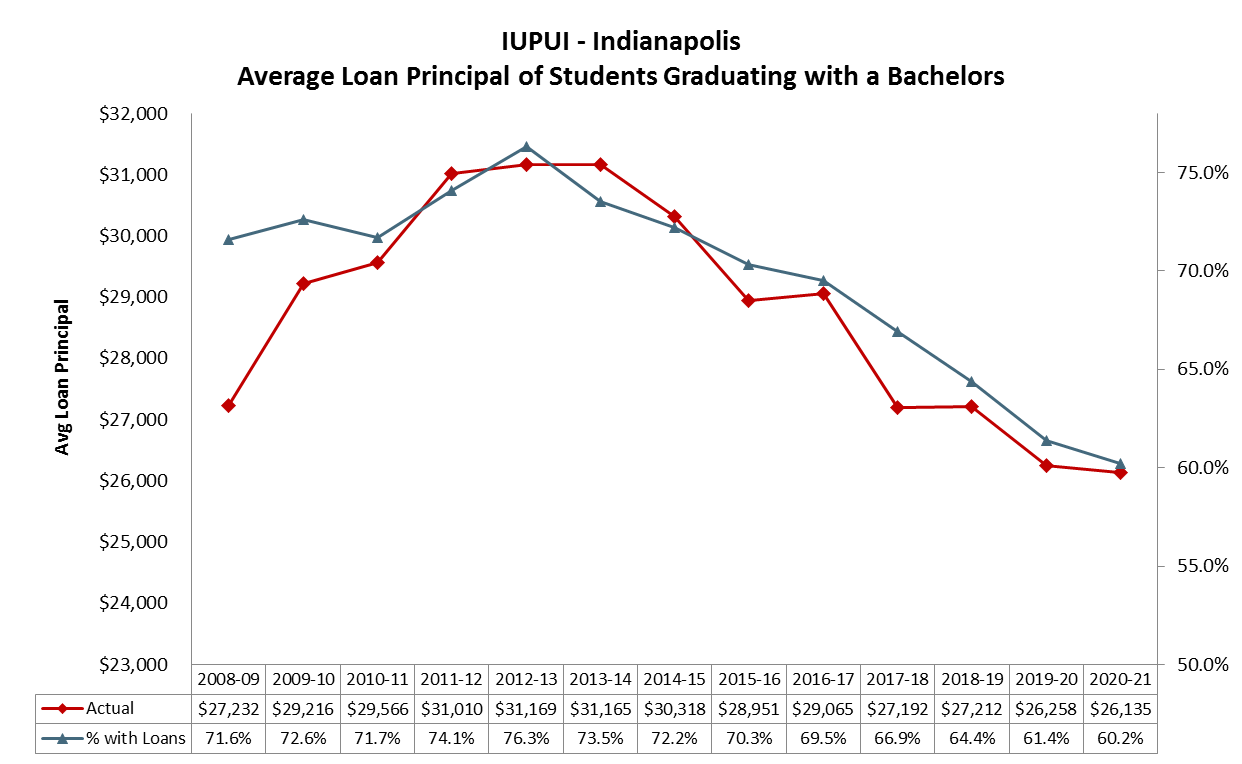 IUPUI - Indianapolis
Average Loan Principal of Students Graduating with a Bachelors
$32,000
$31,000
$30,000
$29,000
$28,000
$27,000
$26,000
$25,000
$24,000
$23,000
Avg Loan Principal
75.0%
70.0%
65.0%
60.0%
55.0%
50.0%
2008-09 2009-10 2010-11 2011-12 2012-13 2013-14 2014-15 2015-16 2016-17 2017-18 2018-19 2019-20 2020-21
Actual $27,232 $29,216 $29,566 $31,010 $31,169 $31,165 $30,318 $28,951 $29,065 $27,192 $27,212 $26,258 $26,135
% with Loans 71.6% 72.6% 71.7% 74.1% 76.3% 73.5% 72.2% 70.3% 69.5% 66.9% 64.4% 61.4% 60.2%